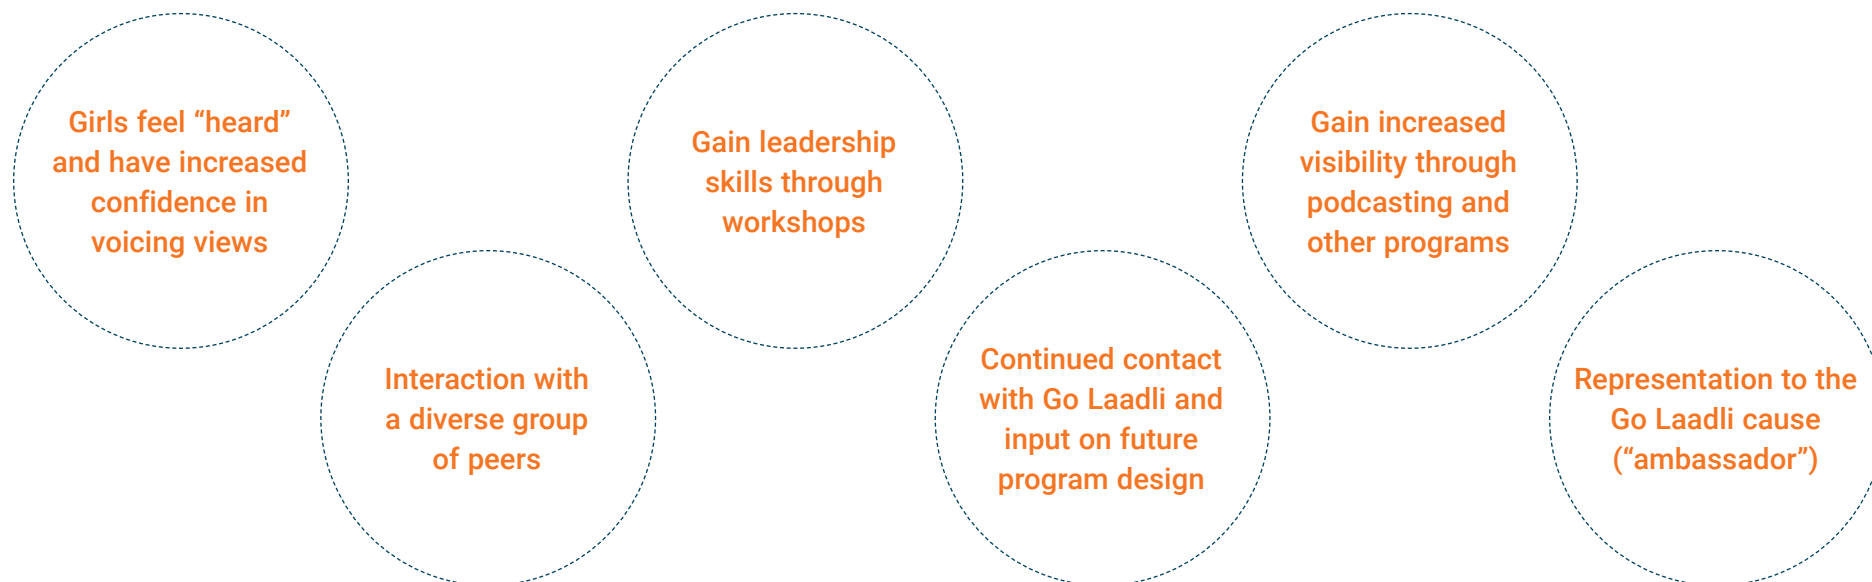 Girls feel “heard”
and have increased
confidence in
voicing views
Interaction with
a diverse group
of peers
Gain leadership
skills through
workshops
Continued contact
with Go Laadli and
input on future
program design
Gain increased
visibility through
podcasting and
other programs
Representation to the
Go Laadli cause
(“ambassador”)